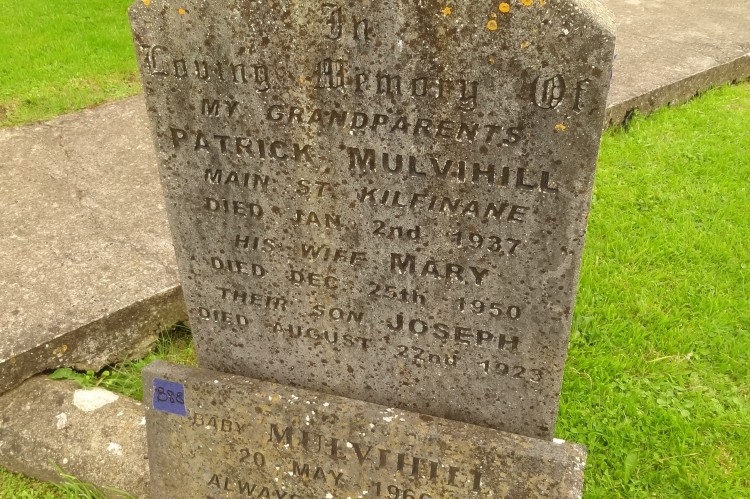 In
Loving Memory Of
MY GRANDPARENTS
PATRICK MULVIHILL
MAIN ST. KILFINANE
DIED JAN. 2nd 1937
HIS WIFE MARY
DIED DEC. 25th 1950
THEIR SON JOSEPH
DIED AUGUST 22nd 1923
BABY MULVIHILL
20 MAY
ALWAYS